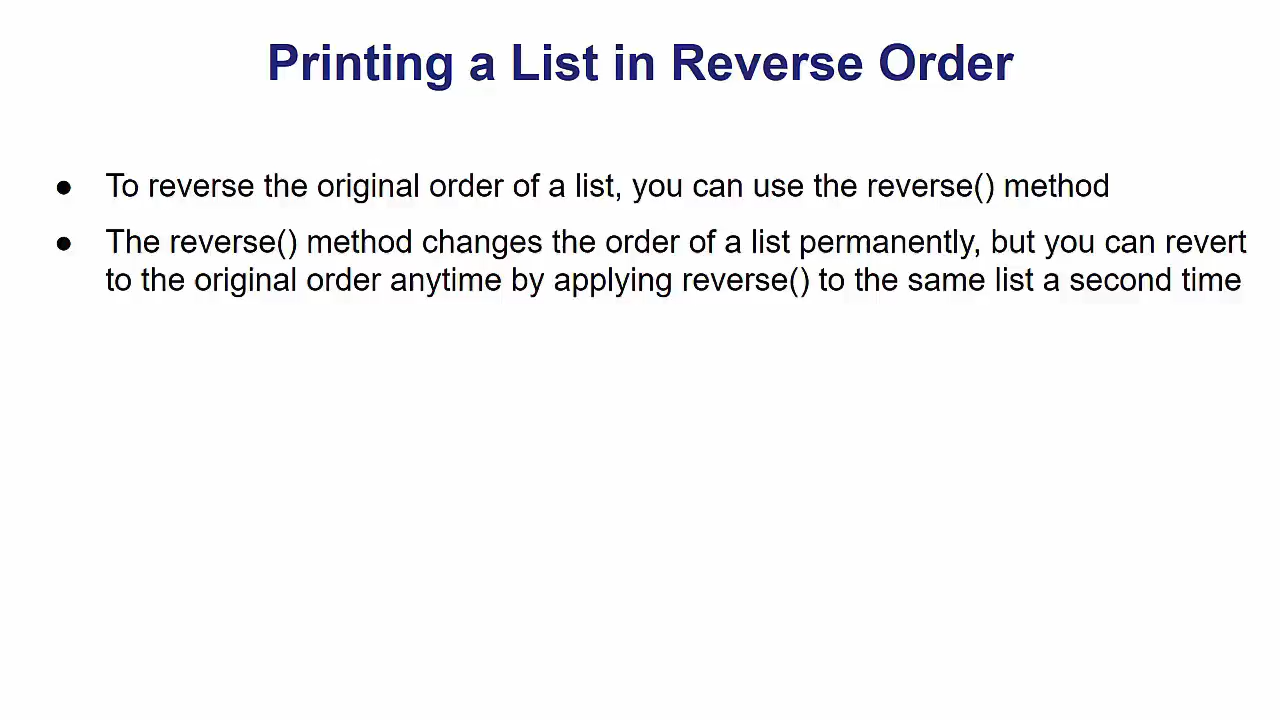 Printing a List in Reverse Order
● To reverse the original order of a list, you can use the reverse() method
● The reverse() method changes the order of a list permanently, but you can revert
to the original order anytime by applying reverse() to the same list a second time